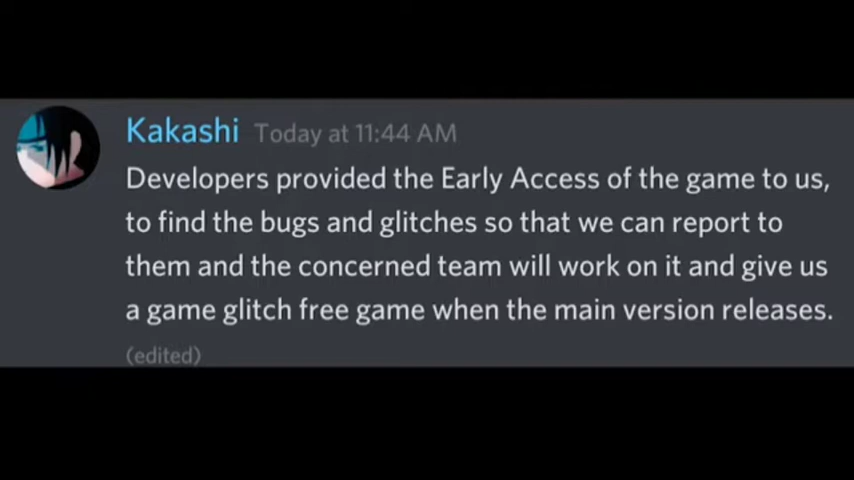 Kakashi Today at 11:44 AM
Developers provided the Early Access of the game to us,
to find the bugs and glitches so that we can report to
them and the concerned team will work on it and give us
a game glitch free game when the main version releases.
(edited)